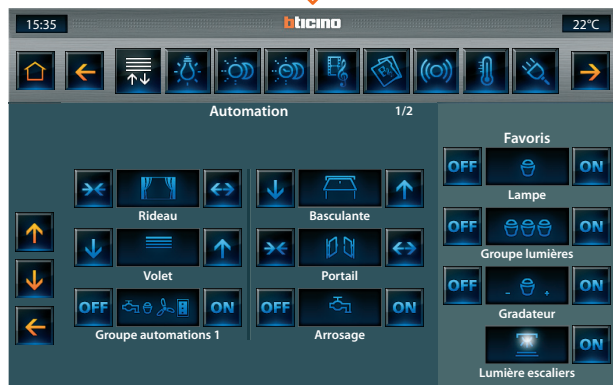 15:35
bticino
22°C
Automation
1/2
Favoris
OFF
ON
Lampe
Rideau
Basculante
OFF
ON
Groupe lumières
Volet
Portail
OFF
- +
ON
Gradateur
OFF
ON
OFF
ON
Groupe automations 1
Arrosage
ON
Lumière escaliers